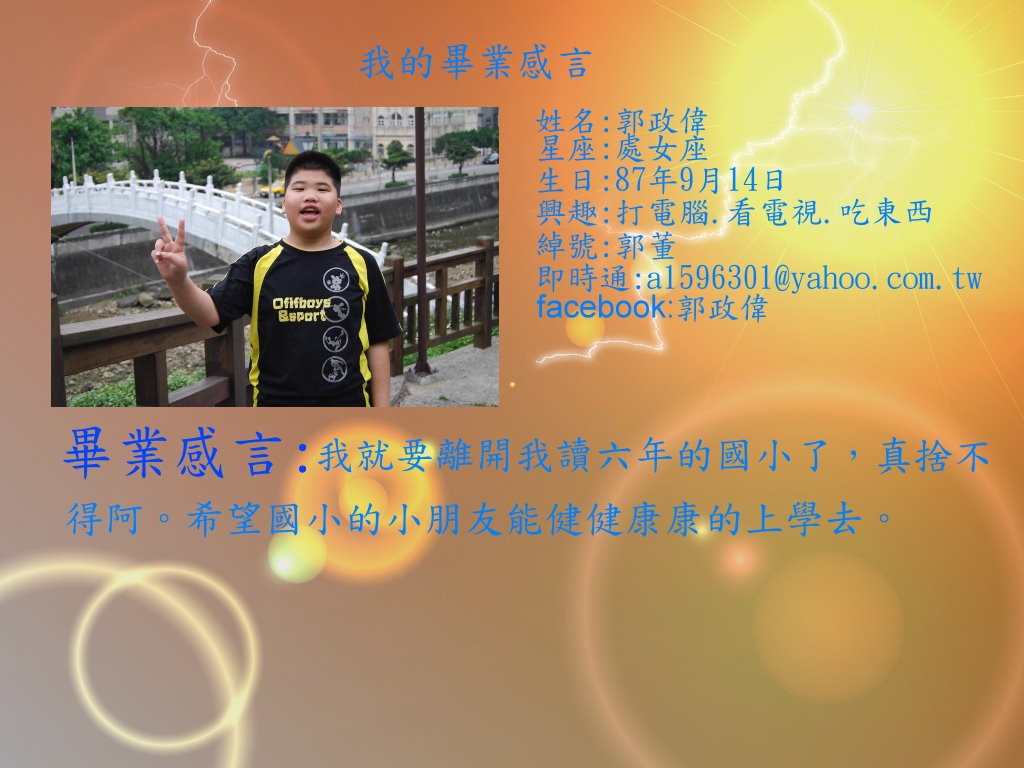 我的畢業感言
姓名:郭政偉
星座:處女座
生日:87年9月14日
興趣:打電腦.看電視.吃東西
綽號:郭董
即時通:a1596301@yahoo.com.tw
facebook:郭政偉
Ofifboys
&sport
畢業感言:我就要離開我讀六年的國小了，真捨不
得阿。希望國小的小朋友能健健康康的上學去。